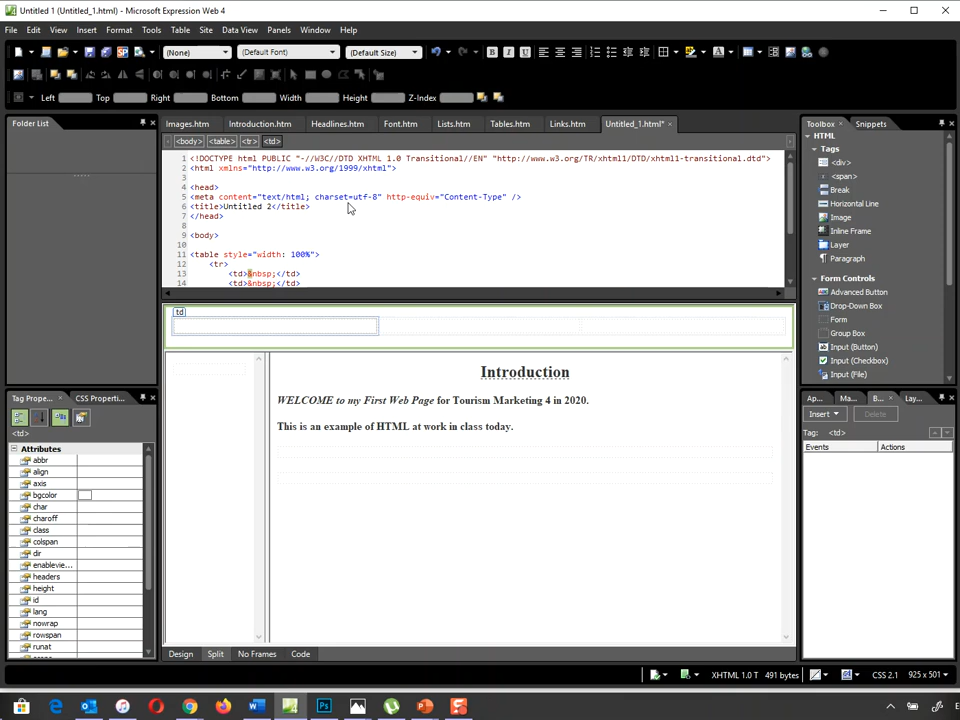 Untitled 1 (Untitled_1.html) - Microsoft Expression Web 4
File Edit View Insert Format Tools Table Site Data View Panels Window Help
(None) (Default Font) (Default Size) B I U A
Left Top Right Bottom Width Height Z-Index
Folder List
Images.htm Introduction.htm Headlines.htm Font.htm Lists.htm Tables.htm Links.htm Untitled_1.html*
<body> <table> <tr> <td>
1 <!DOCTYPE html PUBLIC "-//W3C//DTD XHTML 1.0 Transitional//EN" "http://www.w3.org/TR/xhtml1/DTD/xhtml1-transitional.dtd">
2 <html xmlns="http://www.w3.org/1999/xhtml">
3
4 <head>
5 <meta content="text/html; charset=utf-8" http-equiv="Content-Type" />
6 <title>Untitled 2</title>
7 </head>
8
9 <body>
10
11 <table style="width: 100%">
12 <tr>
13 <td>&nbsp;</td>
14 <td>&nbsp;</td>
td
Introduction
WELCOME to my First Web Page for Tourism Marketing 4 in 2020.
This is an example of HTML at work in class today.
Design Split No Frames Code
Toolbox Snippets
HTML
Tags
<div>
<span>
Break
Horizontal Line
Image
Inline Frame
Layer
Paragraph
Form Controls
Advanced Button
Drop-Down Box
Form
Group Box
Input (Button)
Input (Checkbox)
Input (File)
Tag Prope... CSS Properti...
<td>
Attributes
abbr
align
axis
bgcolor
char
charoff
class
colspan
dir
enablevie...
headers
height
id
lang
nowrap
rowspan
runat
Ap... Ma... B... Lay...
Insert Delete
Tag: <td>
Events Actions
XHTML 1.0 T 491 bytes CSS 2.1 925 x 501